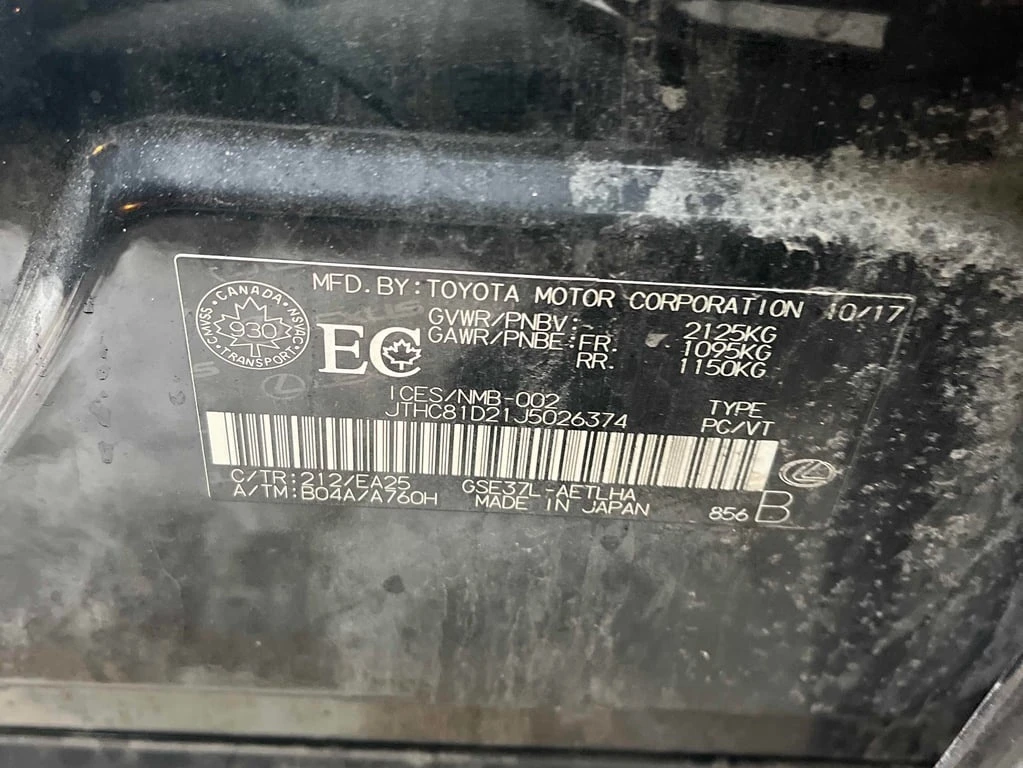 MFD.BY:TOYOTA MOTOR CORPORATION 10/17
CMVSS CANADA NSVAC
930
TRANSPORT
EC
GVWR/PNBV: 2125KG
GAWR/PNBE:FR. 1095KG
RR. 1150KG
ICES/NMB-002
JTHC81D21J5026374
TYPE
PC/VT
C/TR:212/EA25
A/TM:B04A/A760H
GSE37L-AETLHA
MADE IN JAPAN
856 B